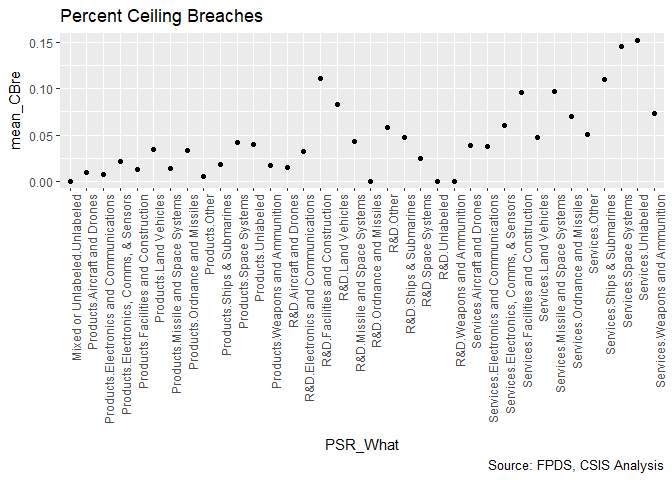 Percent Ceiling Breaches
mean_CBre
0.15
0.10
0.05
0.00
Mixed or Unlabeled.Unlabeled
Products.Aircraft and Drones
Products.Electronics and Communications
Products.Electronics, Comms, & Sensors
Products.Facilities and Construction
Products.Land Vehicles
Products.Missile and Space Systems
Products.Ordnance and Missiles
Products.Other
Products.Ships & Submarines
Products.Space Systems
Products.Unlabeled
Products.Weapons and Ammunition
R&D.Aircraft and Drones
R&D.Electronics and Communications
R&D.Facilities and Construction
R&D.Land Vehicles
R&D.Missile and Space Systems
R&D.Ordnance and Missiles
R&D.Other
R&D.Ships & Submarines
R&D.Space Systems
R&D.Unlabeled
R&D.Weapons and Ammunition
Services.Aircraft and Drones
Services.Electronics and Communications
Services.Electronics, Comms, & Sensors
Services.Facilities and Construction
Services.Land Vehicles
Services.Missile and Space Systems
Services.Ordnance and Missiles
Services.Other
Services.Ships & Submarines
Services.Space Systems
Services.Unlabeled
Services.Weapons and Ammunition
PSR_What
Source: FPDS, CSIS Analysis